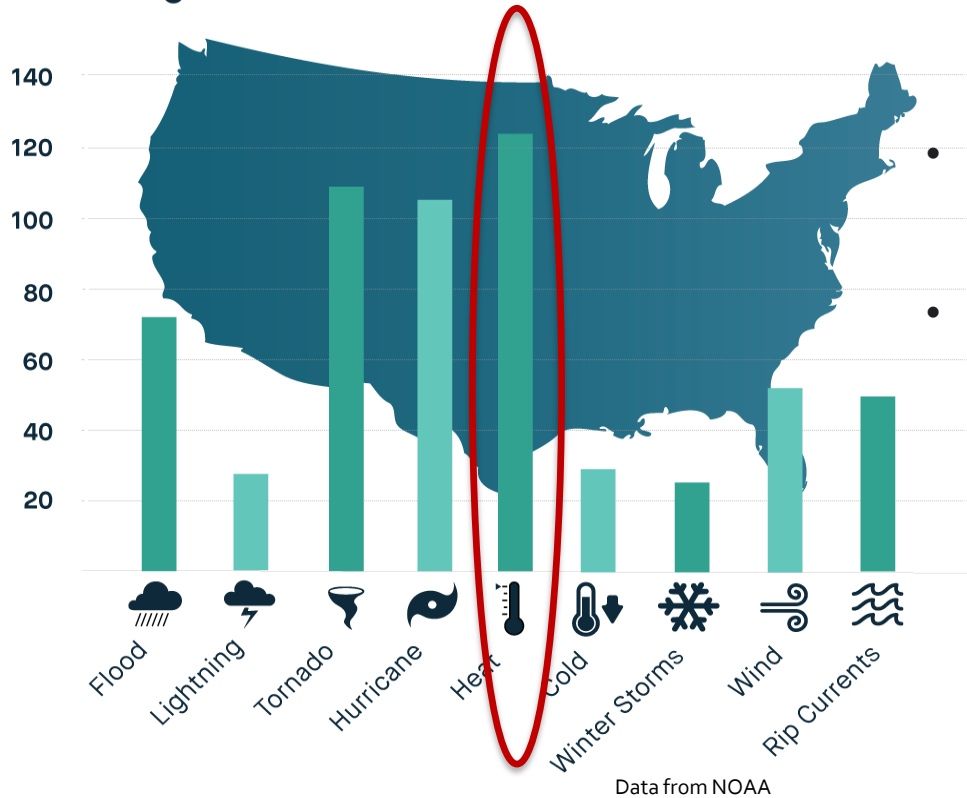 140
120
100
80
60
40
20
Flood
Lightning
Tornado
Hurricane
Heat
Cold
Winter Storms
Wind
Rip Currents
Data from NOAA